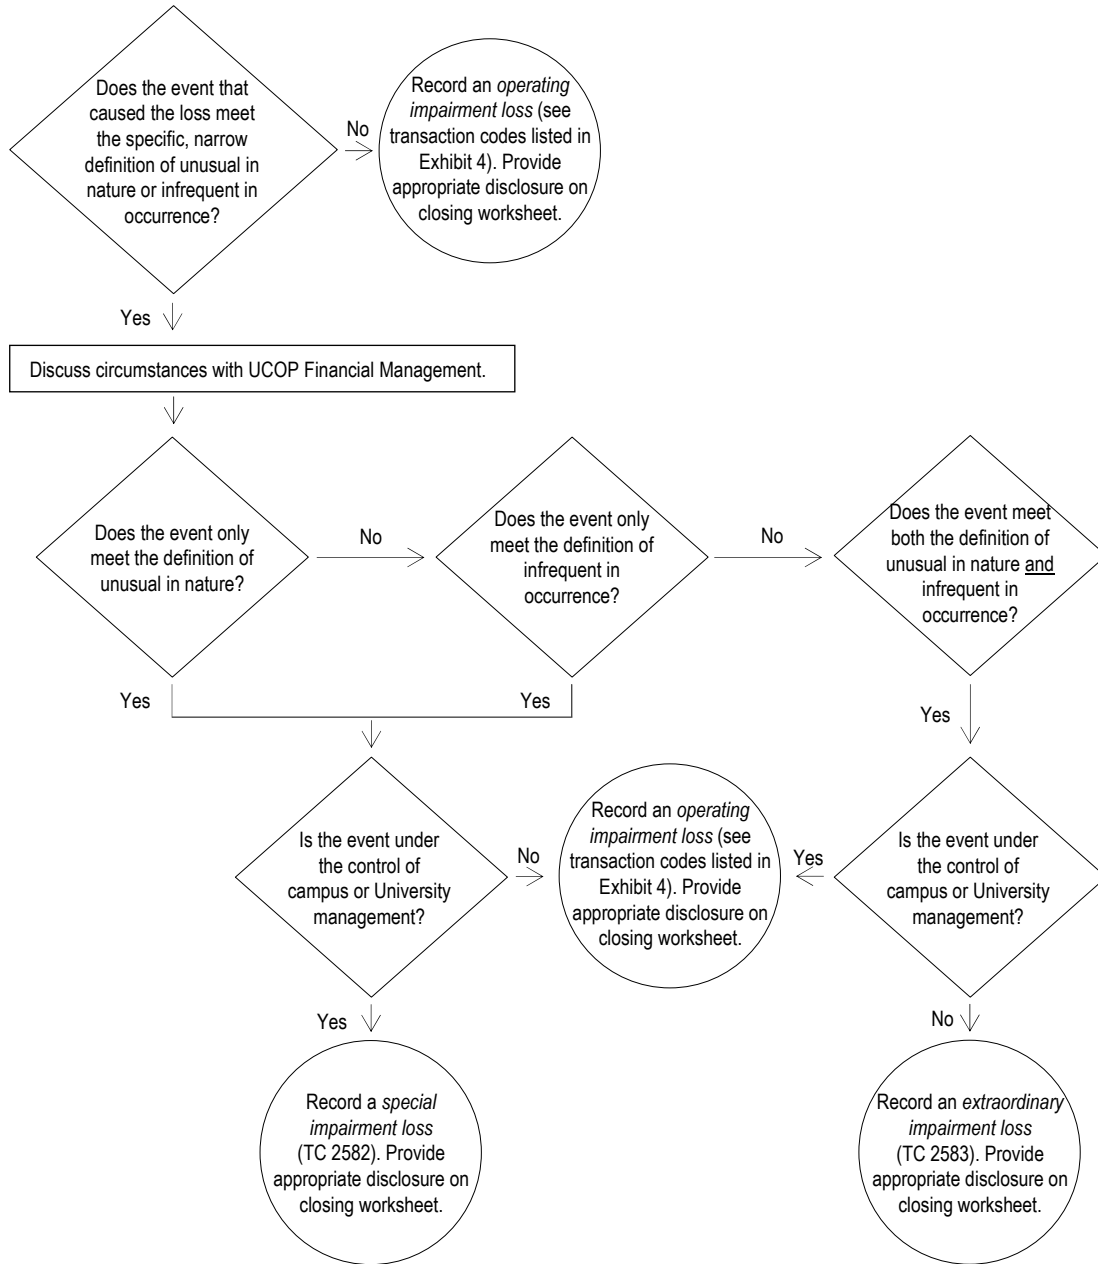 Does the event that
caused the loss meet
the specific, narrow
definition of unusual in
nature or infrequent in
occurrence?
No
Record an operating
impairment loss (see
transaction codes listed in
Exhibit 4). Provide
appropriate disclosure on
closing worksheet.
Yes
Discuss circumstances with UCOP Financial Management.
Does the event only
meet the definition of
unusual in nature?
No
Does the event only
meet the definition of
infrequent in
occurrence?
No
Does the event meet
both the definition of
unusual in nature and
infrequent in
occurrence?
Yes
Yes
Yes
Is the event under
the control of
campus or University
management?
No
Record an operating
impairment loss (see
transaction codes listed in
Exhibit 4). Provide
appropriate disclosure on
closing worksheet.
Yes
Is the event under
the control of
campus or University
management?
Yes
No
Record a special
impairment loss
(TC 2582). Provide
appropriate disclosure on
closing worksheet.
Record an extraordinary
impairment loss
(TC 2583). Provide
appropriate disclosure on
closing worksheet.